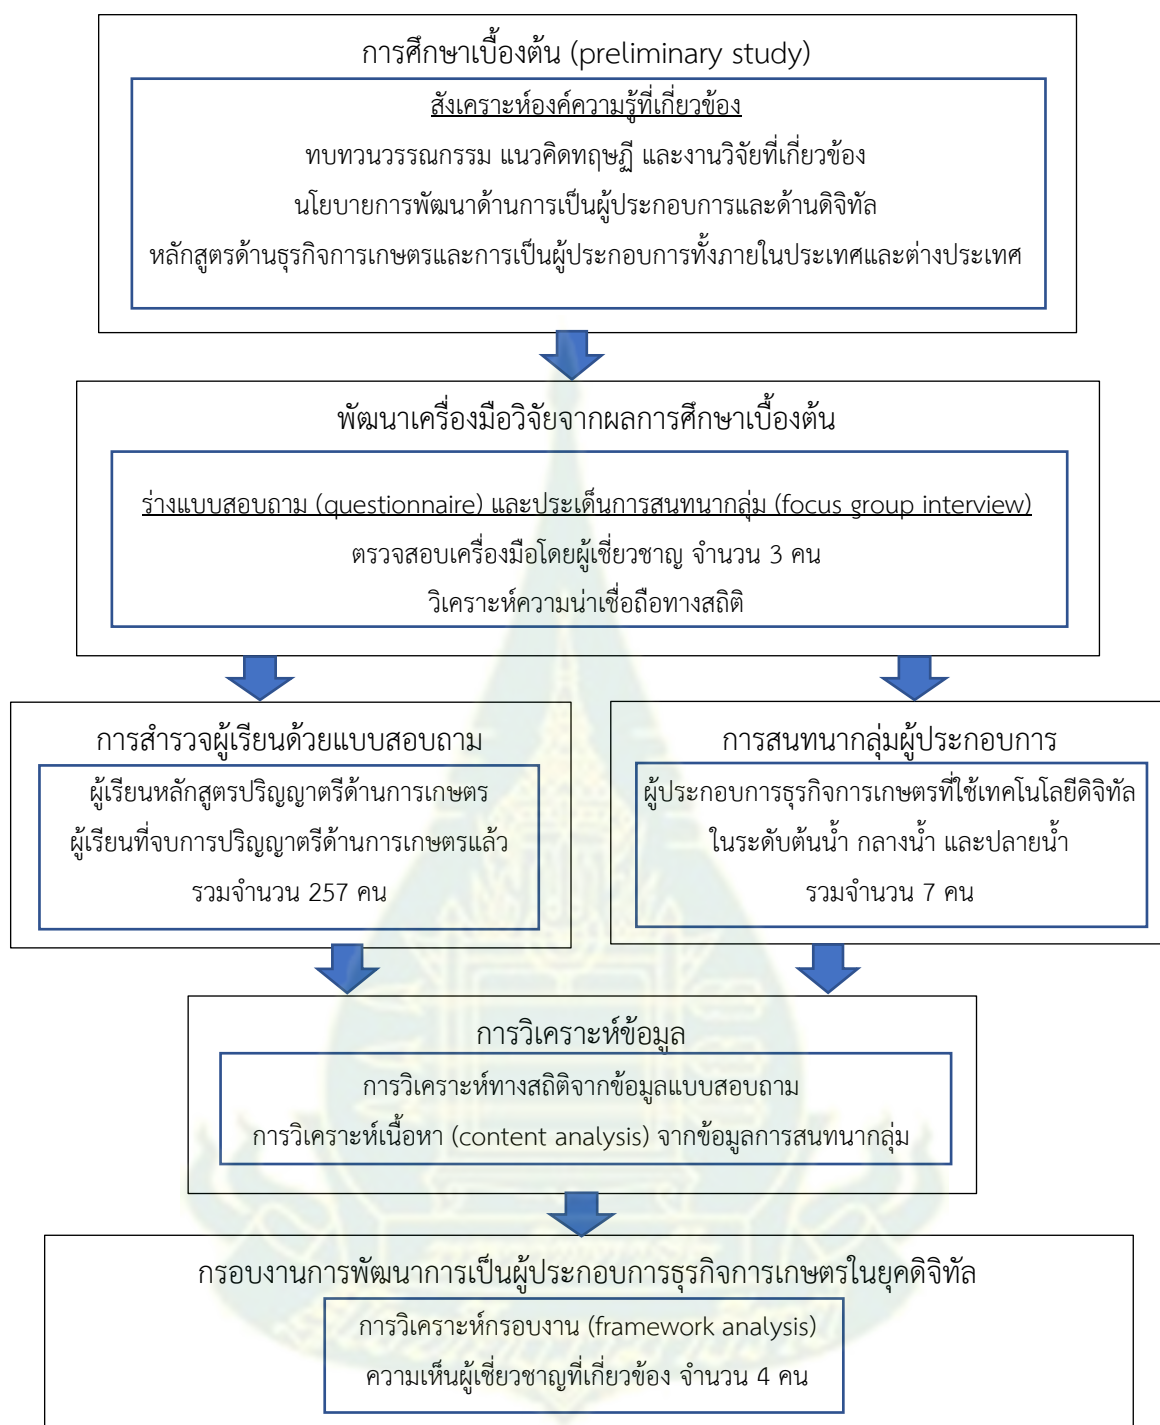 การศึกษาเบื้องต้น (preliminary study)
สังเคราะห์องค์ความรู้ที่เกี่ยวข้อง
ทบทวนวรรณกรรม แนวคิดทฤษฏี และงานวิจัยที่เกี่ยวข้อง
นโยบายการพัฒนาด้านการเป็นผู้ประกอบการและด้านดิจิทัล
หลักสูตรด้านธุรกิจการเกษตรและการเป็นผู้ประกอบการทั้งภายในประเทศและต่างประเทศ
พัฒนาเครื่องมือวิจัยจากผลการศึกษาเบื้องต้น
ร่างแบบสอบถาม (questionnaire) และประเด็นการสนทนากลุ่ม (focus group interview)
ตรวจสอบเครื่องมือโดยผู้เชี่ยวชาญ จำนวน 3 คน
วิเคราะห์ความน่าเชื่อถือทางสถิติ
การสำรวจผู้เรียนด้วยแบบสอบถาม
ผู้เรียนหลักสูตรปริญญาตรีด้านการเกษตร
ผู้เรียนที่จบการปริญญาตรีด้านการเกษตรแล้ว
รวมจำนวน 257 คน
การสนทนากลุ่มผู้ประกอบการ
ผู้ประกอบการธุรกิจการเกษตรที่ใช้เทคโนโลยีดิจิทัล
ในระดับต้นน้ำ กลางน้ำ และปลายน้ำ
รวมจำนวน 7 คน
การวิเคราะห์ข้อมูล
การวิเคราะห์ทางสถิติจากข้อมูลแบบสอบถาม
การวิเคราะห์เนื้อหา (content analysis) จากข้อมูลการสนทนากลุ่ม
กรอบงานการพัฒนาการเป็นผู้ประกอบการธุรกิจการเกษตรในยุคดิจิทัล
การวิเคราะห์กรอบงาน (framework analysis)
ความเห็นผู้เชี่ยวชาญที่เกี่ยวข้อง จำนวน 4 คน